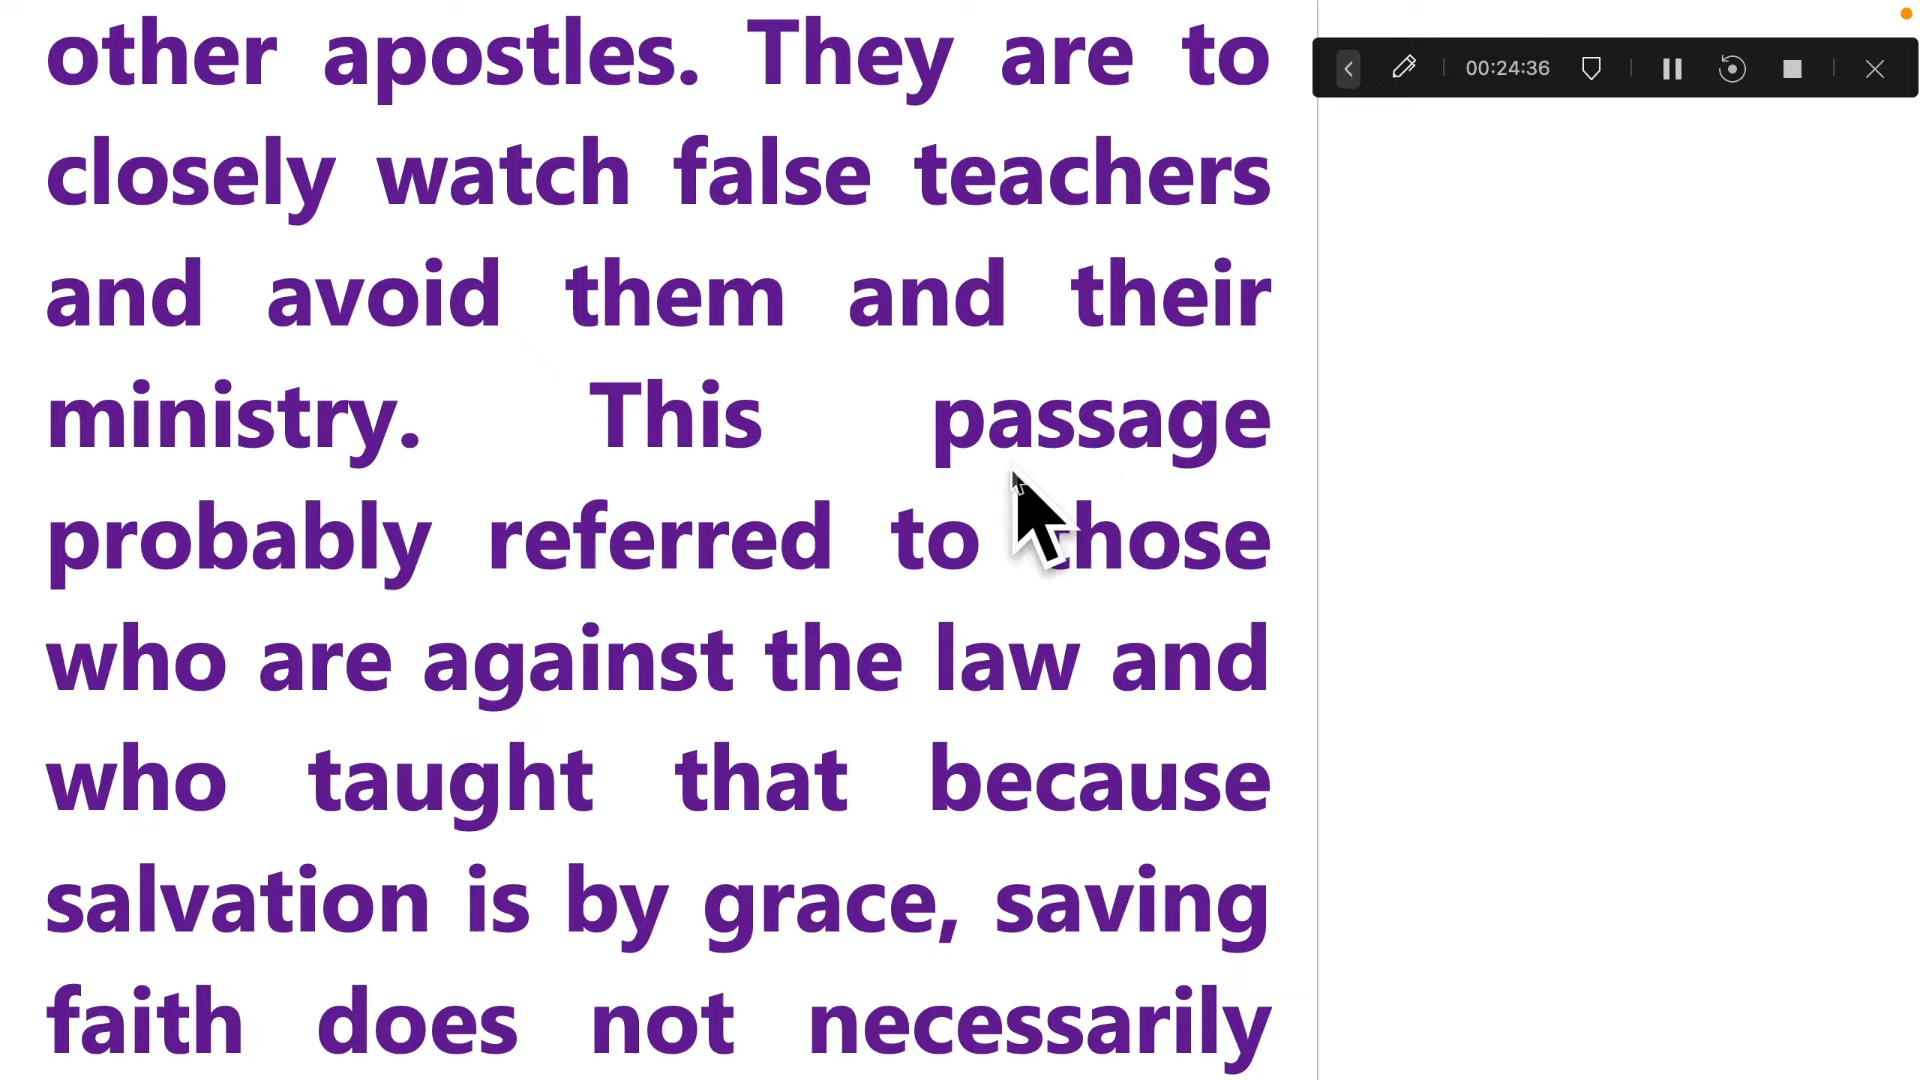 other apostles. They are to
00:24:36
closely watch false teachers
and avoid them and their
ministry. This passage
probably referred to those
who are against the law and
who taught that because
salvation is by grace, saving
faith does not necessarily